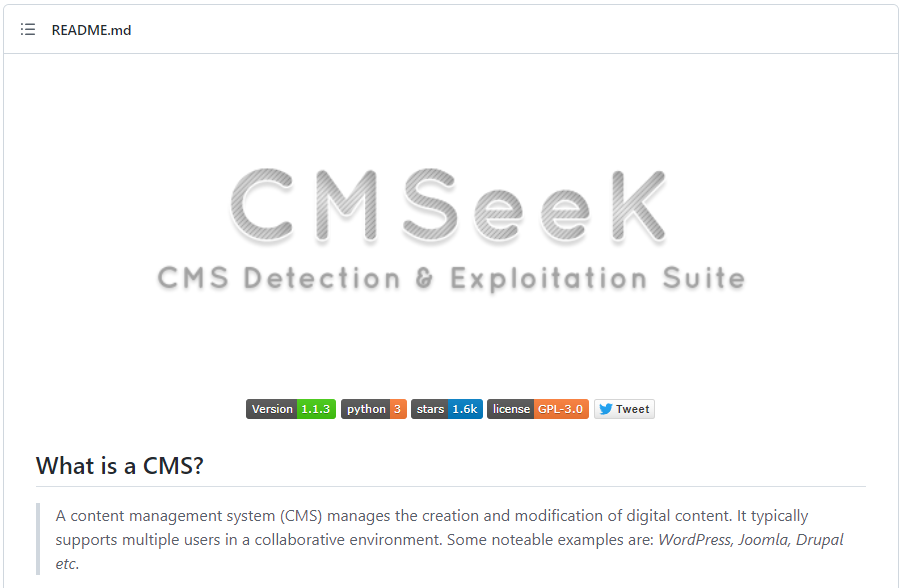 README.md
CMSeeK
CMS Detection & Exploitation Suite
Version 1.1.3 python 3 stars 1.6k license GPL-3.0 Tweet
What is a CMS?
A content management system (CMS) manages the creation and modification of digital content. It typically
supports multiple users in a collaborative environment. Some noteable examples are: WordPress, Joomla, Drupal
etc.